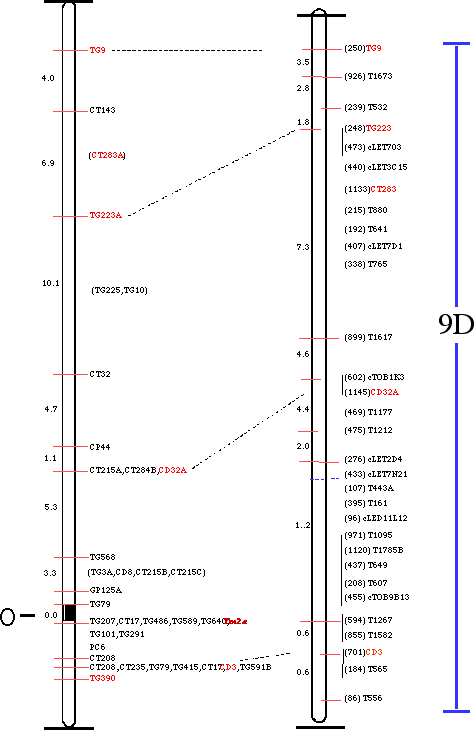 TG9
4.0
CT143
(CT283A)
6.9
TG223A
10.1
(TG225,TG10)
CT32
4.7
CP44
1.1
CT215A,CT284B,CD32A
5.3
TG568
3.3
(TG3A,CD8,CT215B,CT215C)
GP125A
TG79
O
0.0
TG207,CT17,TG486,TG589,TG640,
TG101,TG291
PC6
CT208
CT208,CT235,TG79,TG415,CT17,CD3,TG591B
TG390
(250) TG9
3.5
(926) T1673
2.8
(239) T532
1.8
(248) TG223
(473) cLET703
(440) cLET3C15
(1133) CT283
(215) T880
(192) T641
7.3
(407) cLET7D1
(338) T765
(899) T1617
4.6
(602) cTOB1K3
(1145) CD32A
4.4
(469) T1177
(475) T1212
2.0
(276) cLET2D4
(433) cLET7N21
(107) T443A
(395) T161
(96) cLED11L12
1..2
(971) T1095
(1120) T1785B
(437) T649
(208) T607
(455) cTOB9B13
(594) T1267
0.6
(855) T1582
(701) CD3
0.6
(184) T565
(86) T556
9D